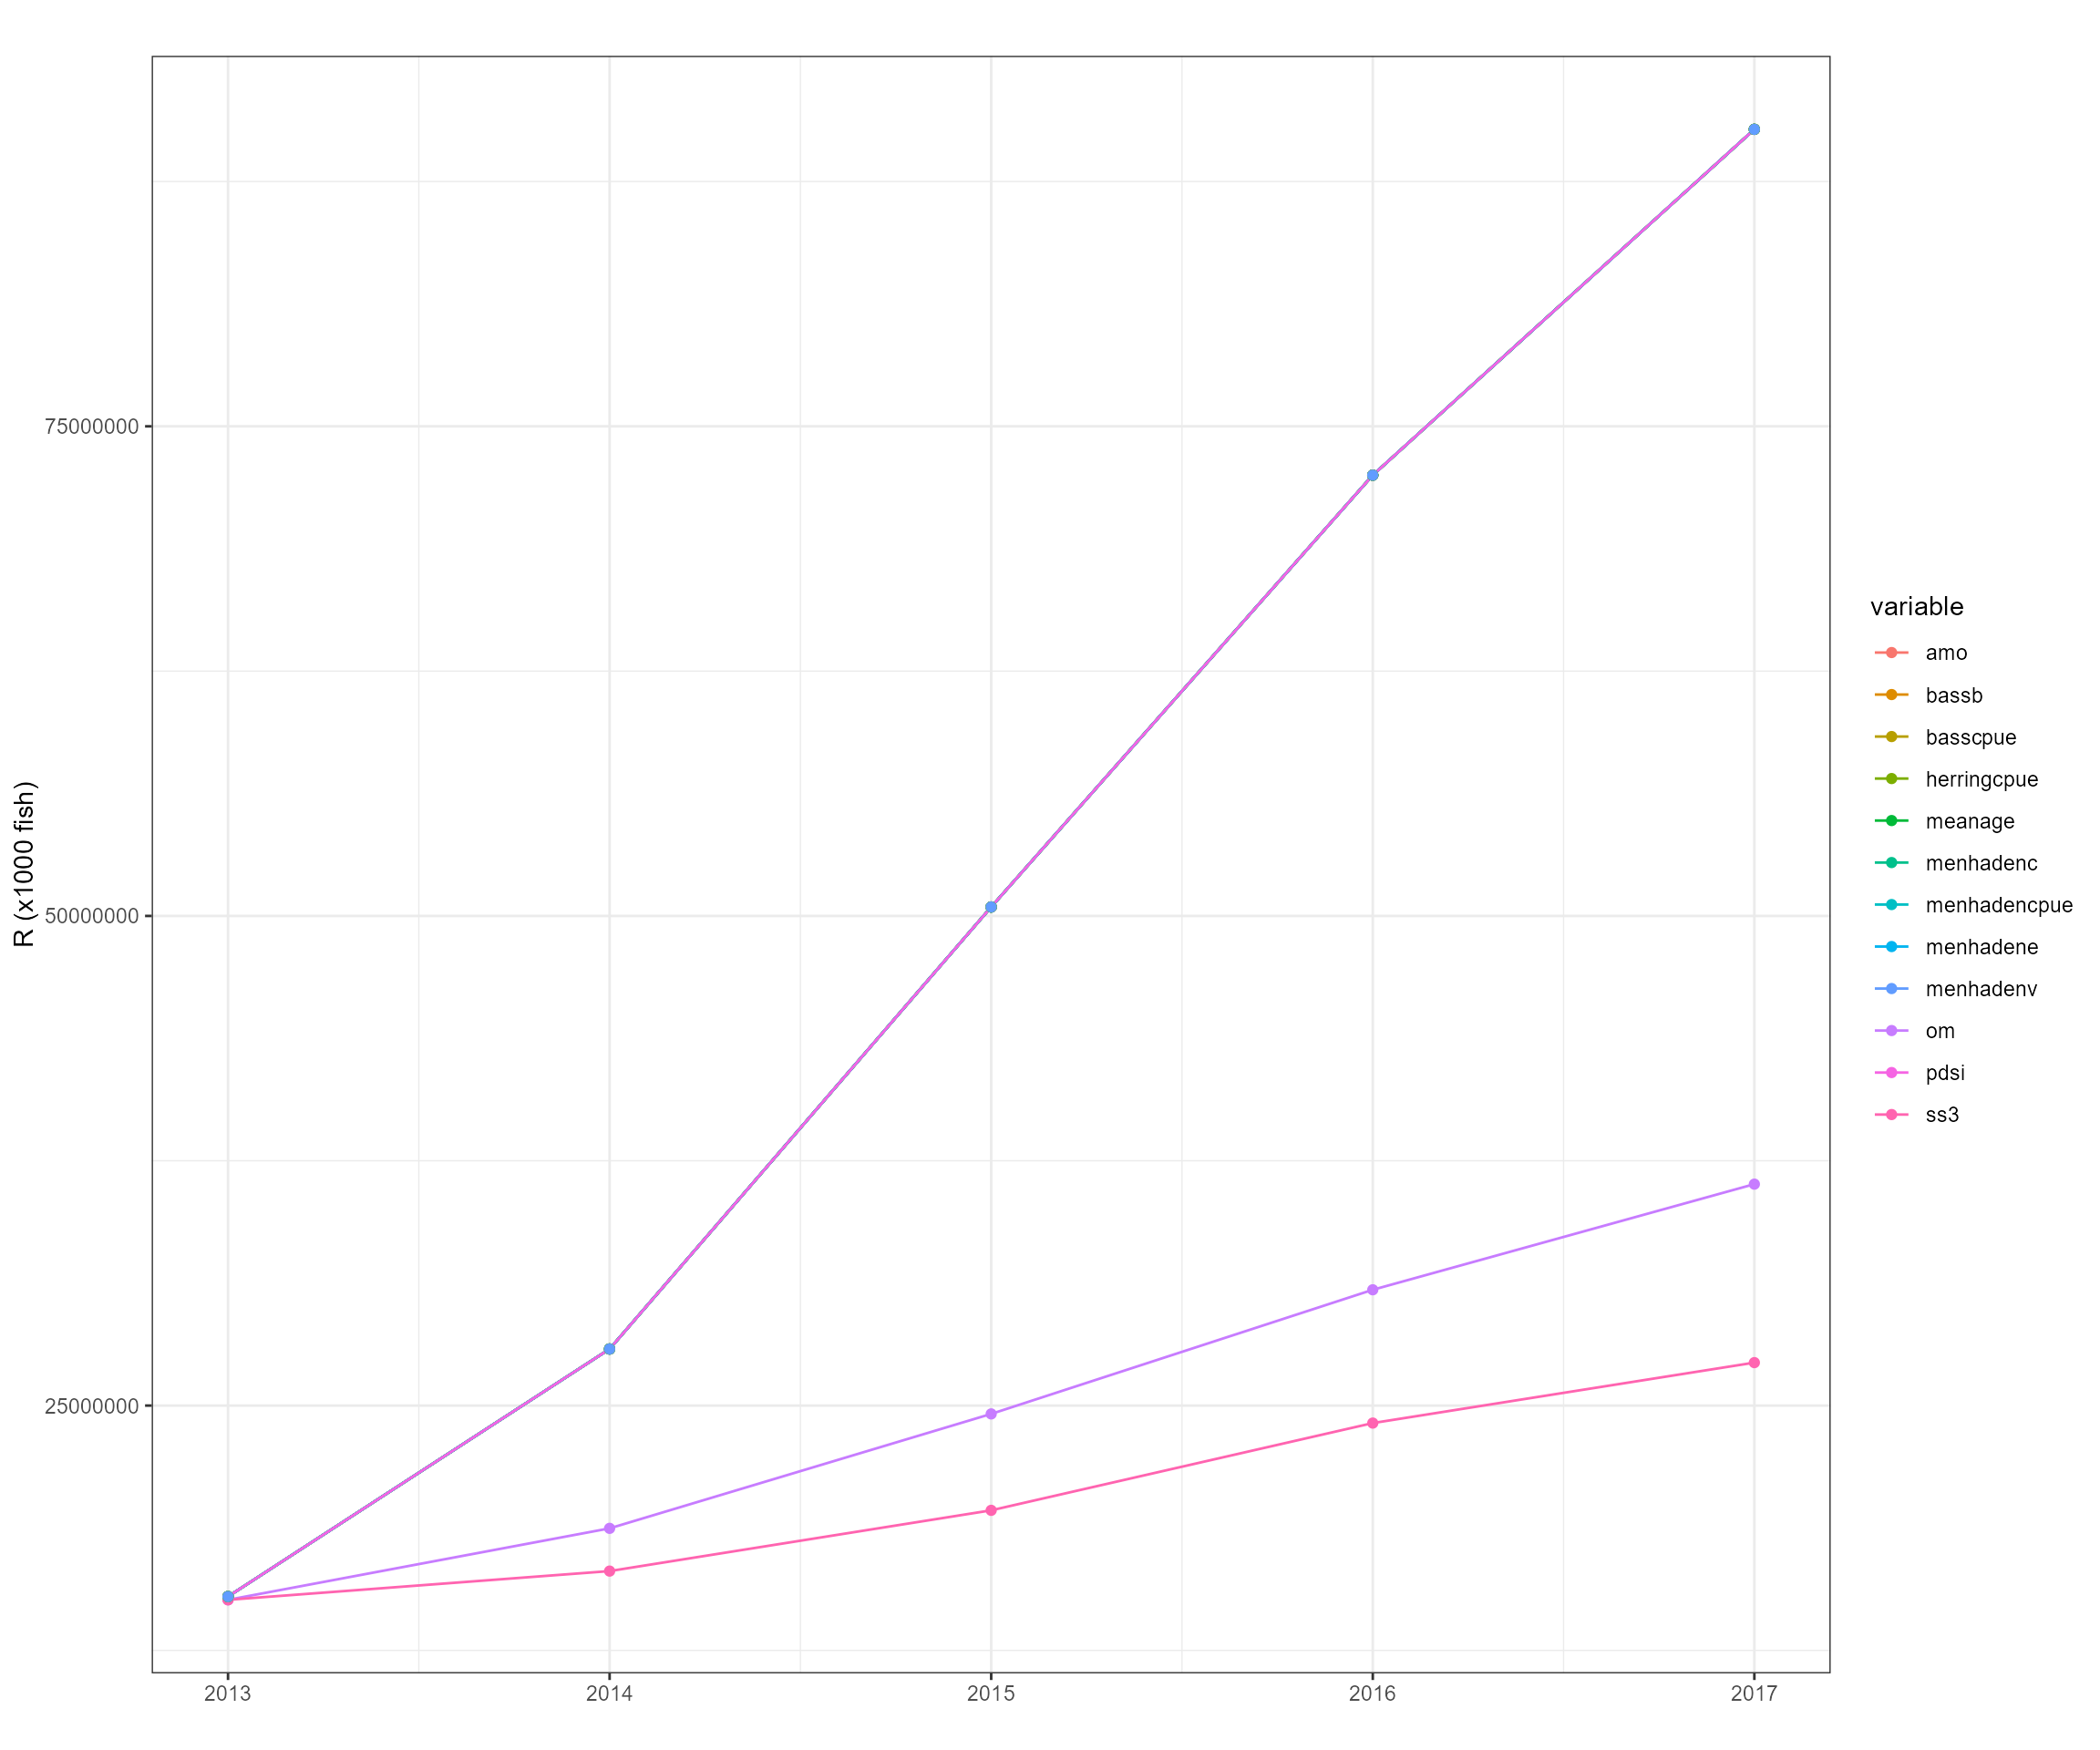 R (x1000 fish)
75000000
50000000
25000000
2013
2014
2015
2016
2017
variable
amo
bassb
basscpue
herringcpue
meanage
menhadenc
menhadencpue
menhadene
menhadenv
om
pdsi
ss3